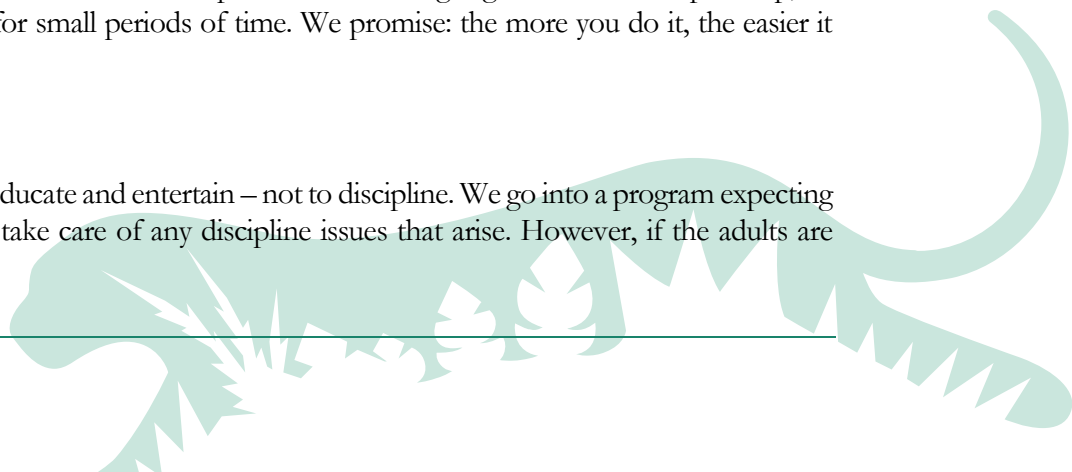 for small periods of time. We promise: the more you do it, the easier it
ducate and entertain – not to discipline. We go into a program expecting
take care of any discipline issues that arise. However, if the adults are